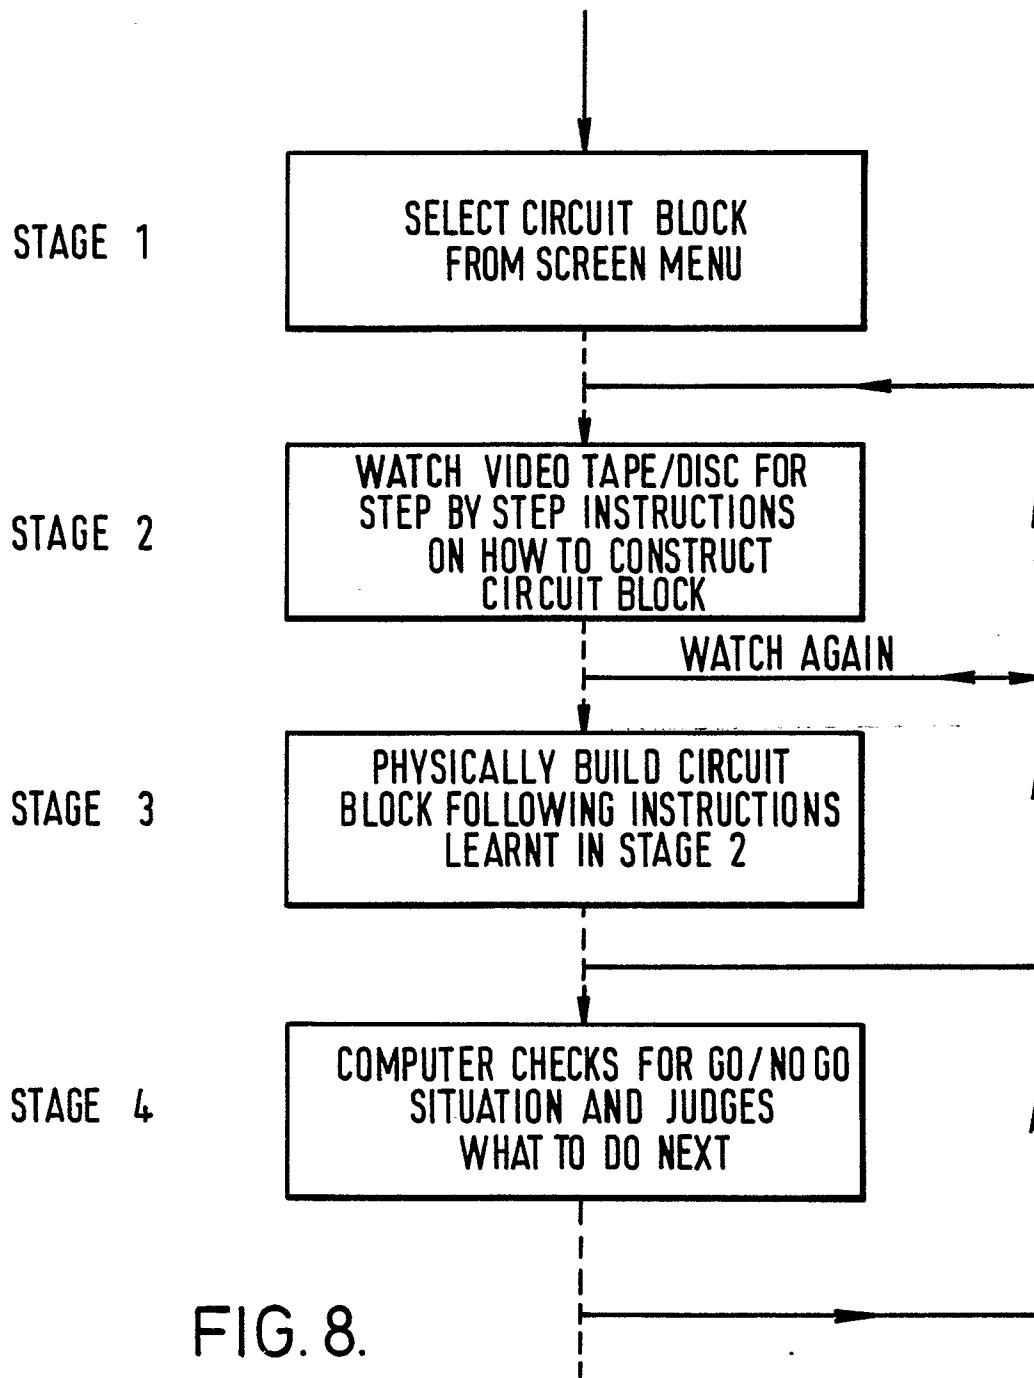 STAGE 1
SELECT CIRCUIT BLOCK
FROM SCREEN MENU
STAGE 2
WATCH VIDEO TAPE/DISC FOR
STEP BY STEP INSTRUCTIONS
ON HOW TO CONSTRUCT
CIRCUIT BLOCK
WATCH AGAIN
STAGE 3
PHYSICALLY BUILD CIRCUIT
BLOCK FOLLOWING INSTRUCTIONS
LEARNT IN STAGE 2
STAGE 4
COMPUTER CHECKS FOR GO/NO GO
SITUATION AND JUDGES
WHAT TO DO NEXT
FIG. 8.